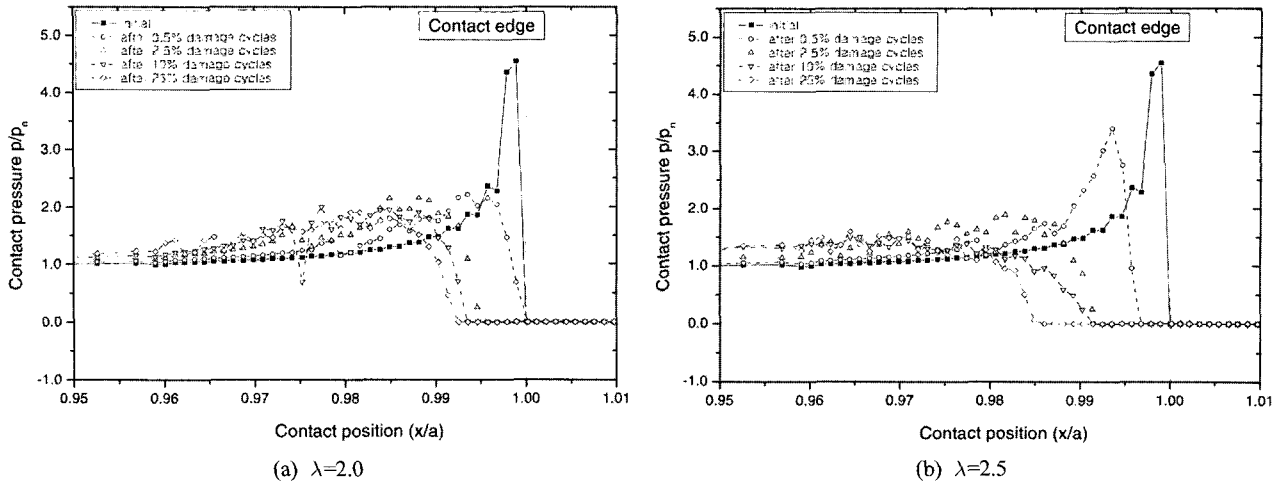 initial
after 0.5% damage cycles
after 2.5% damage cycles
after 10% damage cycles
after 25% damage cycles
Contact edge
5.0
4.0
3.0
2.0
1.0
0.0
-1.0
Contact pressure p/pn
0.95
0.96
0.97
0.98
0.99
1.00
1.01
Contact position (x/a)
(a) λ=2.0
initial
after 0.5% damage cycles
after 2.5% damage cycles
after 10% damage cycles
after 25% damage cycles
Contact edge
5.0
4.0
3.0
2.0
1.0
0.0
-1.0
Contact pressure p/pn
0.95
0.96
0.97
0.98
0.99
1.00
1.01
Contact position (x/a)
(b) λ=2.5